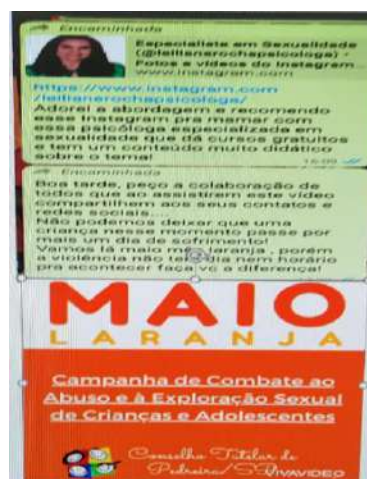 Encaminhada
Especialista em Sexualidade
(@leilianerochapsicologa) -
Fotos e vídeos do Instagram...
www.instagram.com
https://www.instagram.com
/leilianerochapsicologa/
Adorei a abordagem e recomendo
esse Instagram pra mamar com
essa psicóloga especializada em
sexualidade que dá cursos gratuitos
e tem um conteúdo muito didático
sobre o tema!
Encaminhada
Boa tarde, peço a colaboração de
todos que ao assistirem este vídeo
compartilhem aos seus contatos e
redes sociais....
Não podemos deixar que uma
criança nesse momento passe por
mais um dia de sofrimento!
Vamos lá maio laranja , porém
a violência não dia nem horário
pra acontecer faça vc a diferença!
MAIO
LARANJA
Campanha de Combate ao
Abuso e à Exploração Sexual
de Crianças e Adolescentes
Conselho Tutelar de
Pedreira/SP
VIVAVIDEO